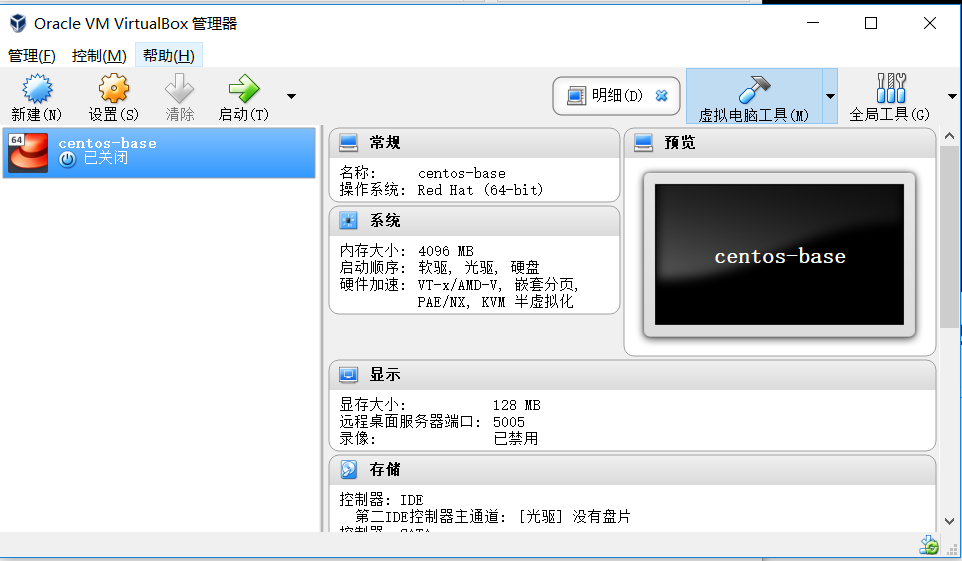 Oracle VM VirtualBox 管理器
管理(F) 控制(M) 帮助(H)
新建(N) 设置(S) 清除 启动(T) 明细(D) 虚拟电脑工具(M) 全局工具(G)
64
centos-base
已关闭
常规
名称: centos-base
操作系统: Red Hat (64-bit)
系统
内存大小: 4096 MB
启动顺序: 软驱, 光驱, 硬盘
硬件加速: VT-x/AMD-V, 嵌套分页,
PAE/NX, KVM 半虚拟化
预览
centos-base
显示
显存大小: 128 MB
远程桌面服务器端口: 5005
录像: 已禁用
存储
控制器: IDE
第二IDE控制器主通道: [光驱] 没有盘片